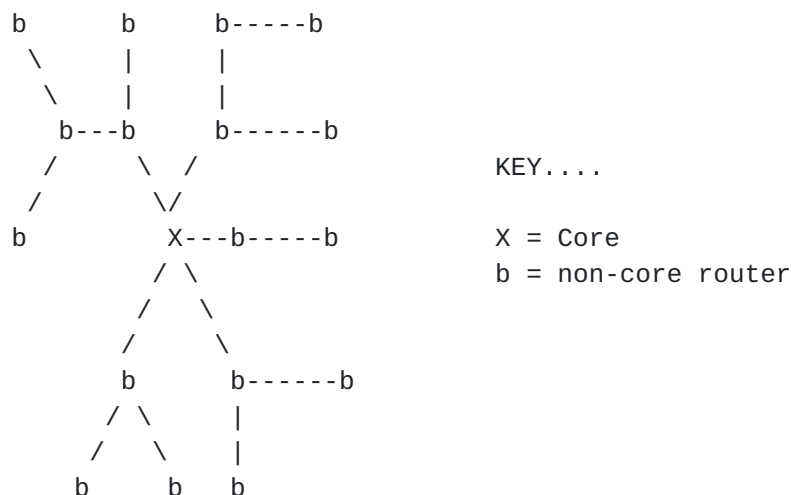 b b b-----b
\ | |
\ | |
b---b b------b
/ \ / KEY....
/ \/
b X---b-----b X = Core
/ \ b = non-core router
/ \
/ \
b b------b
/ \ |
/ \ |
b b b